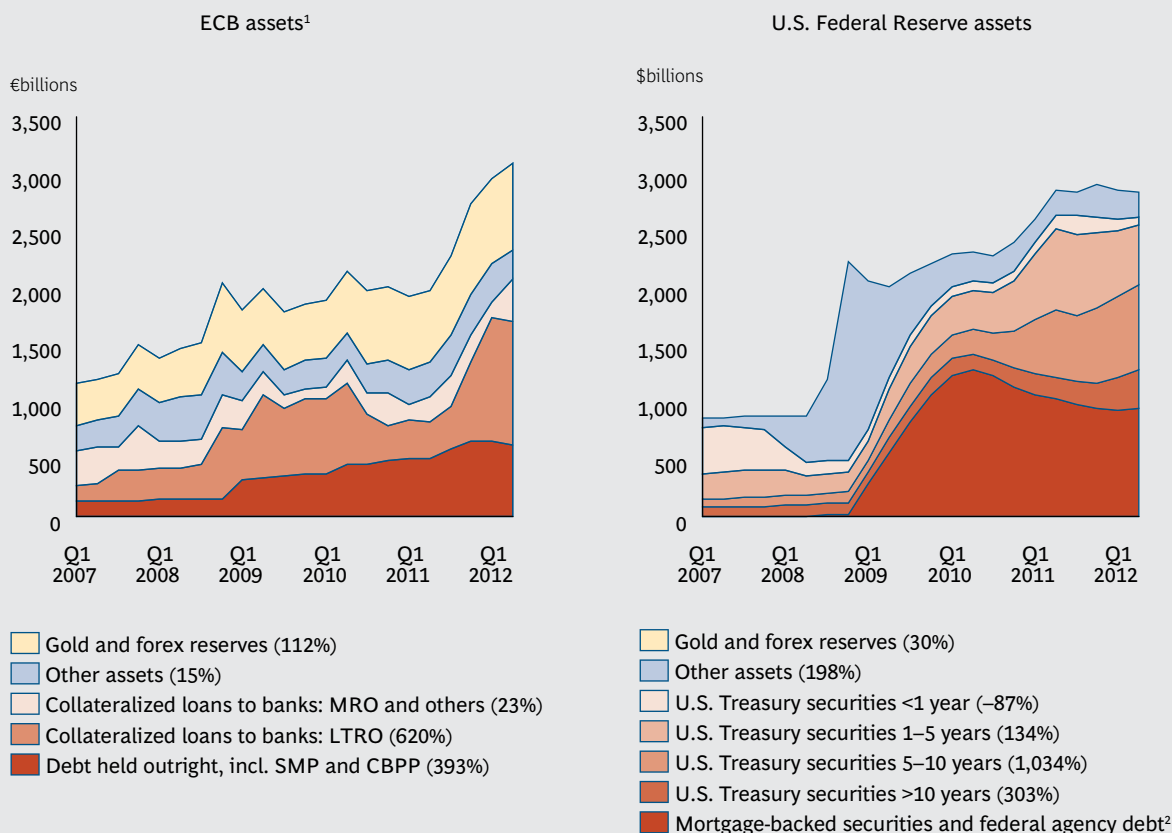 ECB assets¹
€billions
3,500
3,000
2,500
2,000
1,500
1,000
500
0
Q1 Q1 Q1 Q1 Q1 Q1
2007 2008 2009 2010 2011 2012
Gold and forex reserves (112%)
Other assets (15%)
Collateralized loans to banks: MRO and others (23%)
Collateralized loans to banks: LTRO (620%)
Debt held outright, incl. SMP and CBPP (393%)
U.S. Federal Reserve assets
$billions
3,500
3,000
2,500
2,000
1,500
1,000
500
0
Q1 Q1 Q1 Q1 Q1 Q1
2007 2008 2009 2010 2011 2012
Gold and forex reserves (30%)
Other assets (198%)
U.S. Treasury securities <1 year (–87%)
U.S. Treasury securities 1–5 years (134%)
U.S. Treasury securities 5–10 years (1,034%)
U.S. Treasury securities >10 years (303%)
Mortgage-backed securities and federal agency debt²